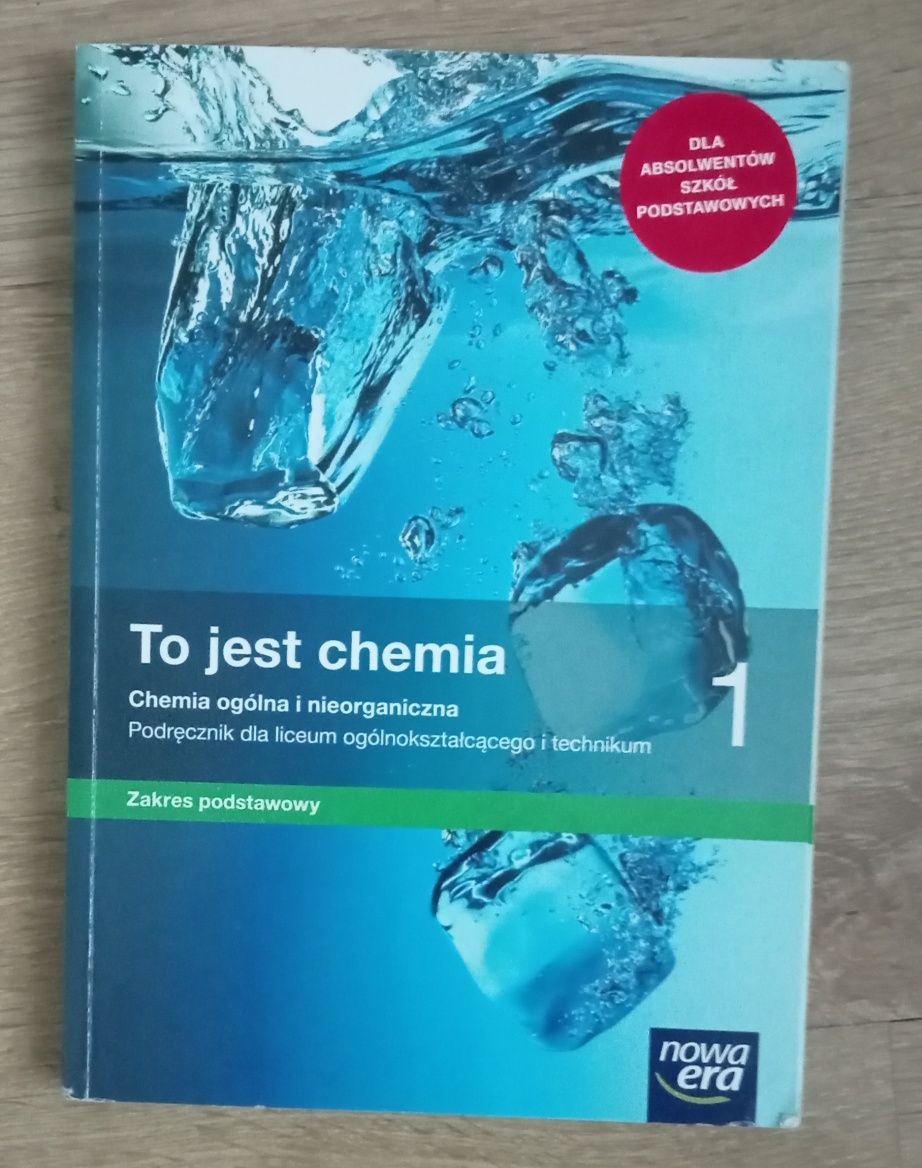 DLA
ABSOLWENTÓW
SZKÓŁ
PODSTAWOWYCH
To jest chemia
1
Chemia ogólna i nieorganiczna
Podręcznik dla liceum ogólnokształcącego i technikum
Zakres podstawowy
nowa
era